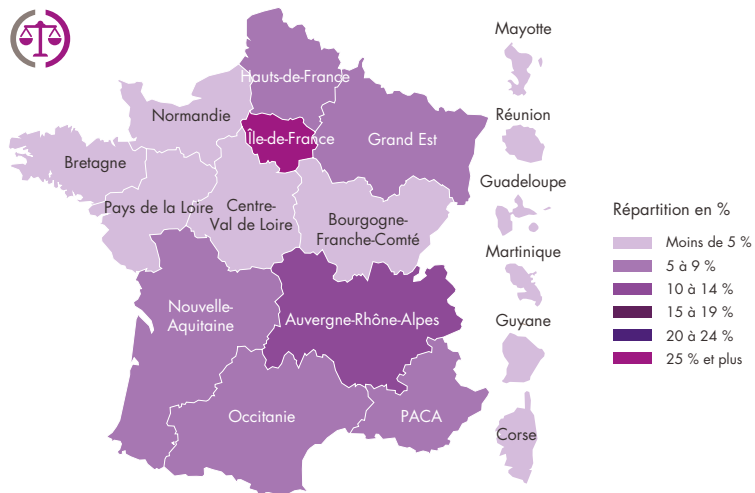 Mayotte
Hauts-de-France
Normandie
Réunion
Île-de-France
Grand Est
Bretagne
Guadeloupe
Pays de la Loire
Centre-
Val de Loire
Bourgogne-
Franche-Comté
Martinique
Nouvelle-
Aquitaine
Auvergne-Rhône-Alpes
Guyane
Occitanie
PACA
Corse
Répartition en %
Moins de 5 %
5 à 9 %
10 à 14 %
15 à 19 %
20 à 24 %
25 % et plus